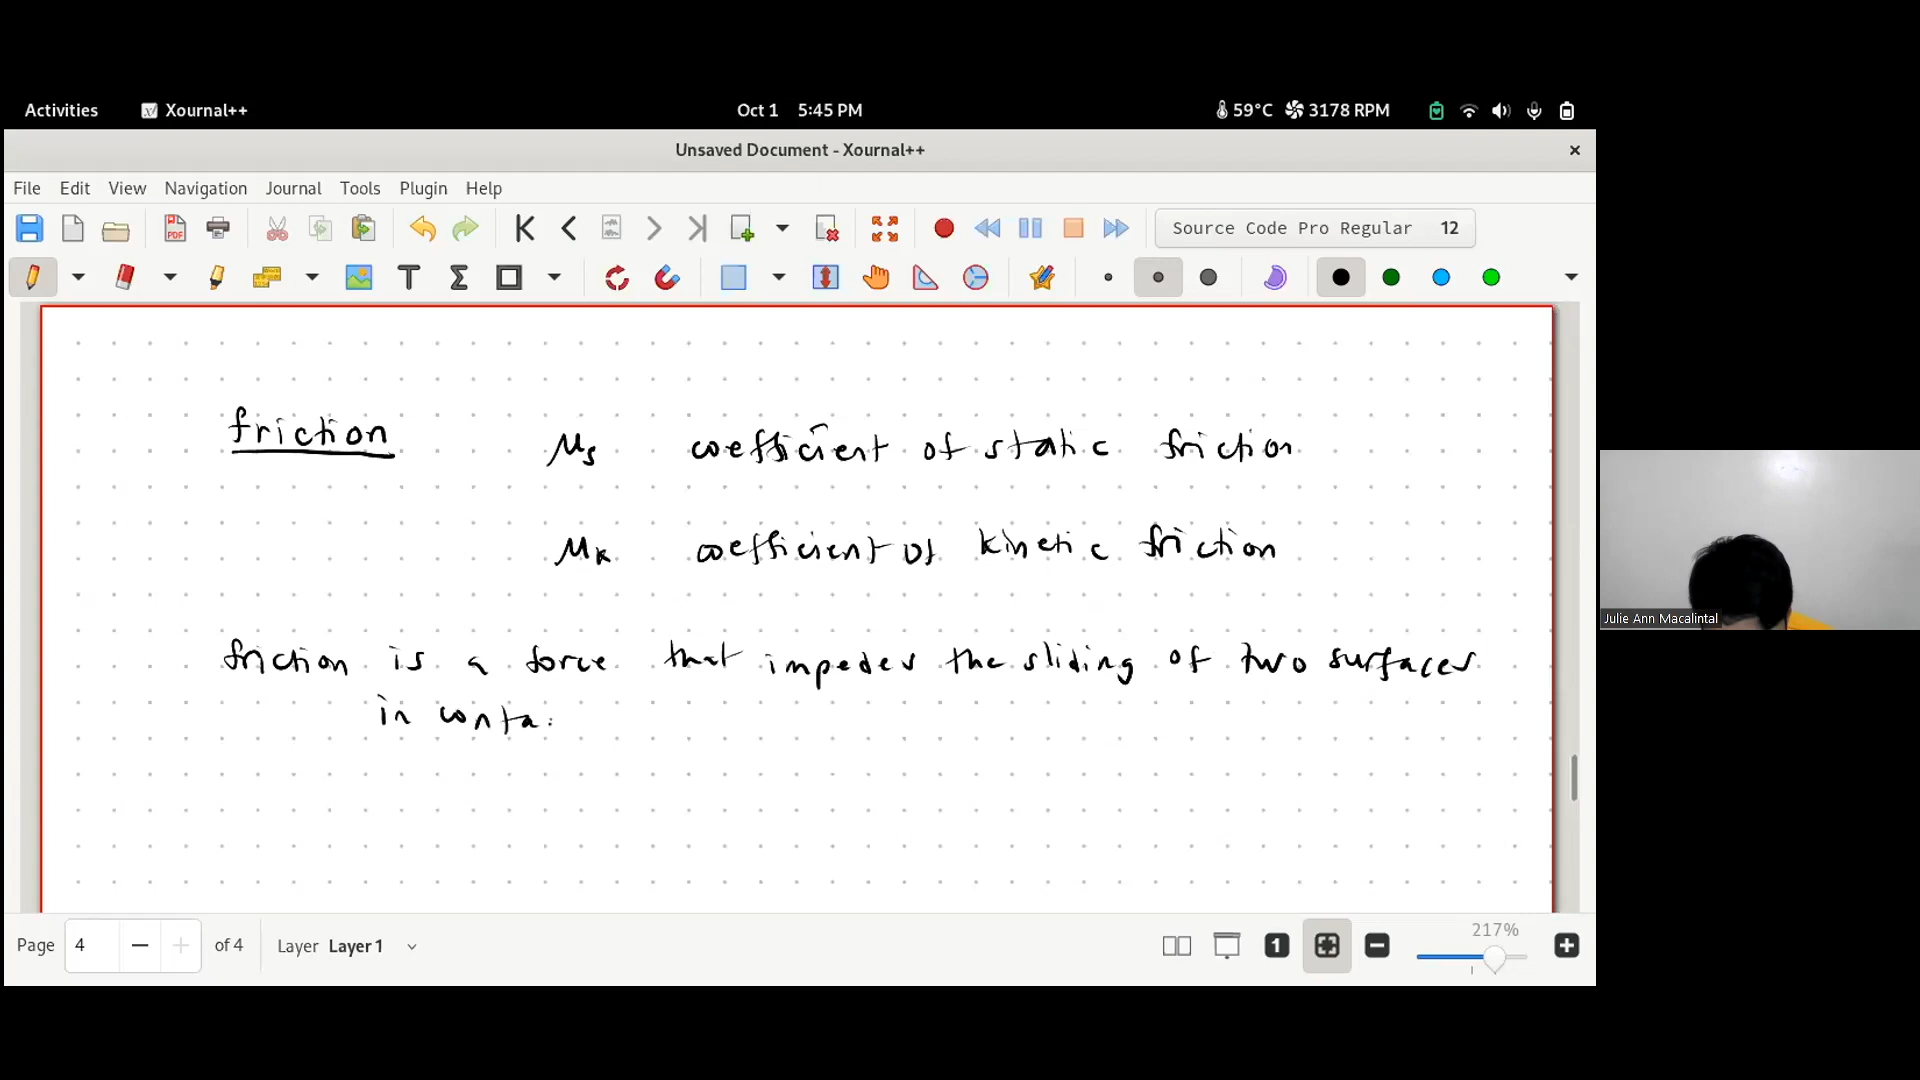 Activities Xournal++ Oct 1 5:45 PM 59°C 3178 RPM
Unsaved Document - Xournal++
File Edit View Navigation Journal Tools Plugin Help
PDF Source Code Pro Regular 12
friction μs coefficient of static friction
μk coefficient of kinetic friction
friction is a force that impedes the sliding of two surfaces
in conta
Julie Ann Macalintal
Page 4 of 4 Layer Layer 1 1 217%